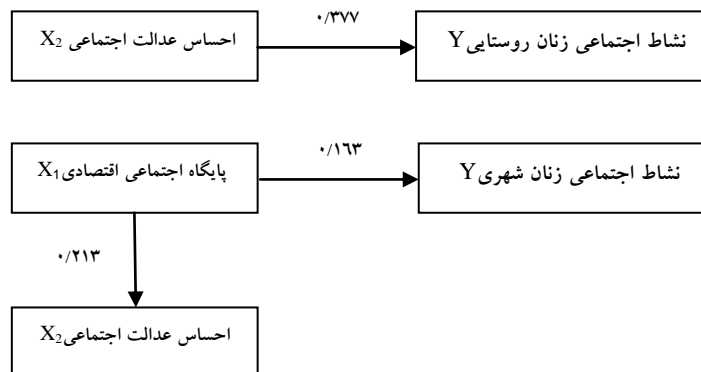 ۰/۳۷۷
احساس عدالت اجتماعی X2
نشاط اجتماعی زنان روستایی Y
۰/۱۶۳
پایگاه اجتماعی اقتصادی X1
نشاط اجتماعی زنان شهری Y
۰/۲۱۳
احساس عدالت اجتماعی X2